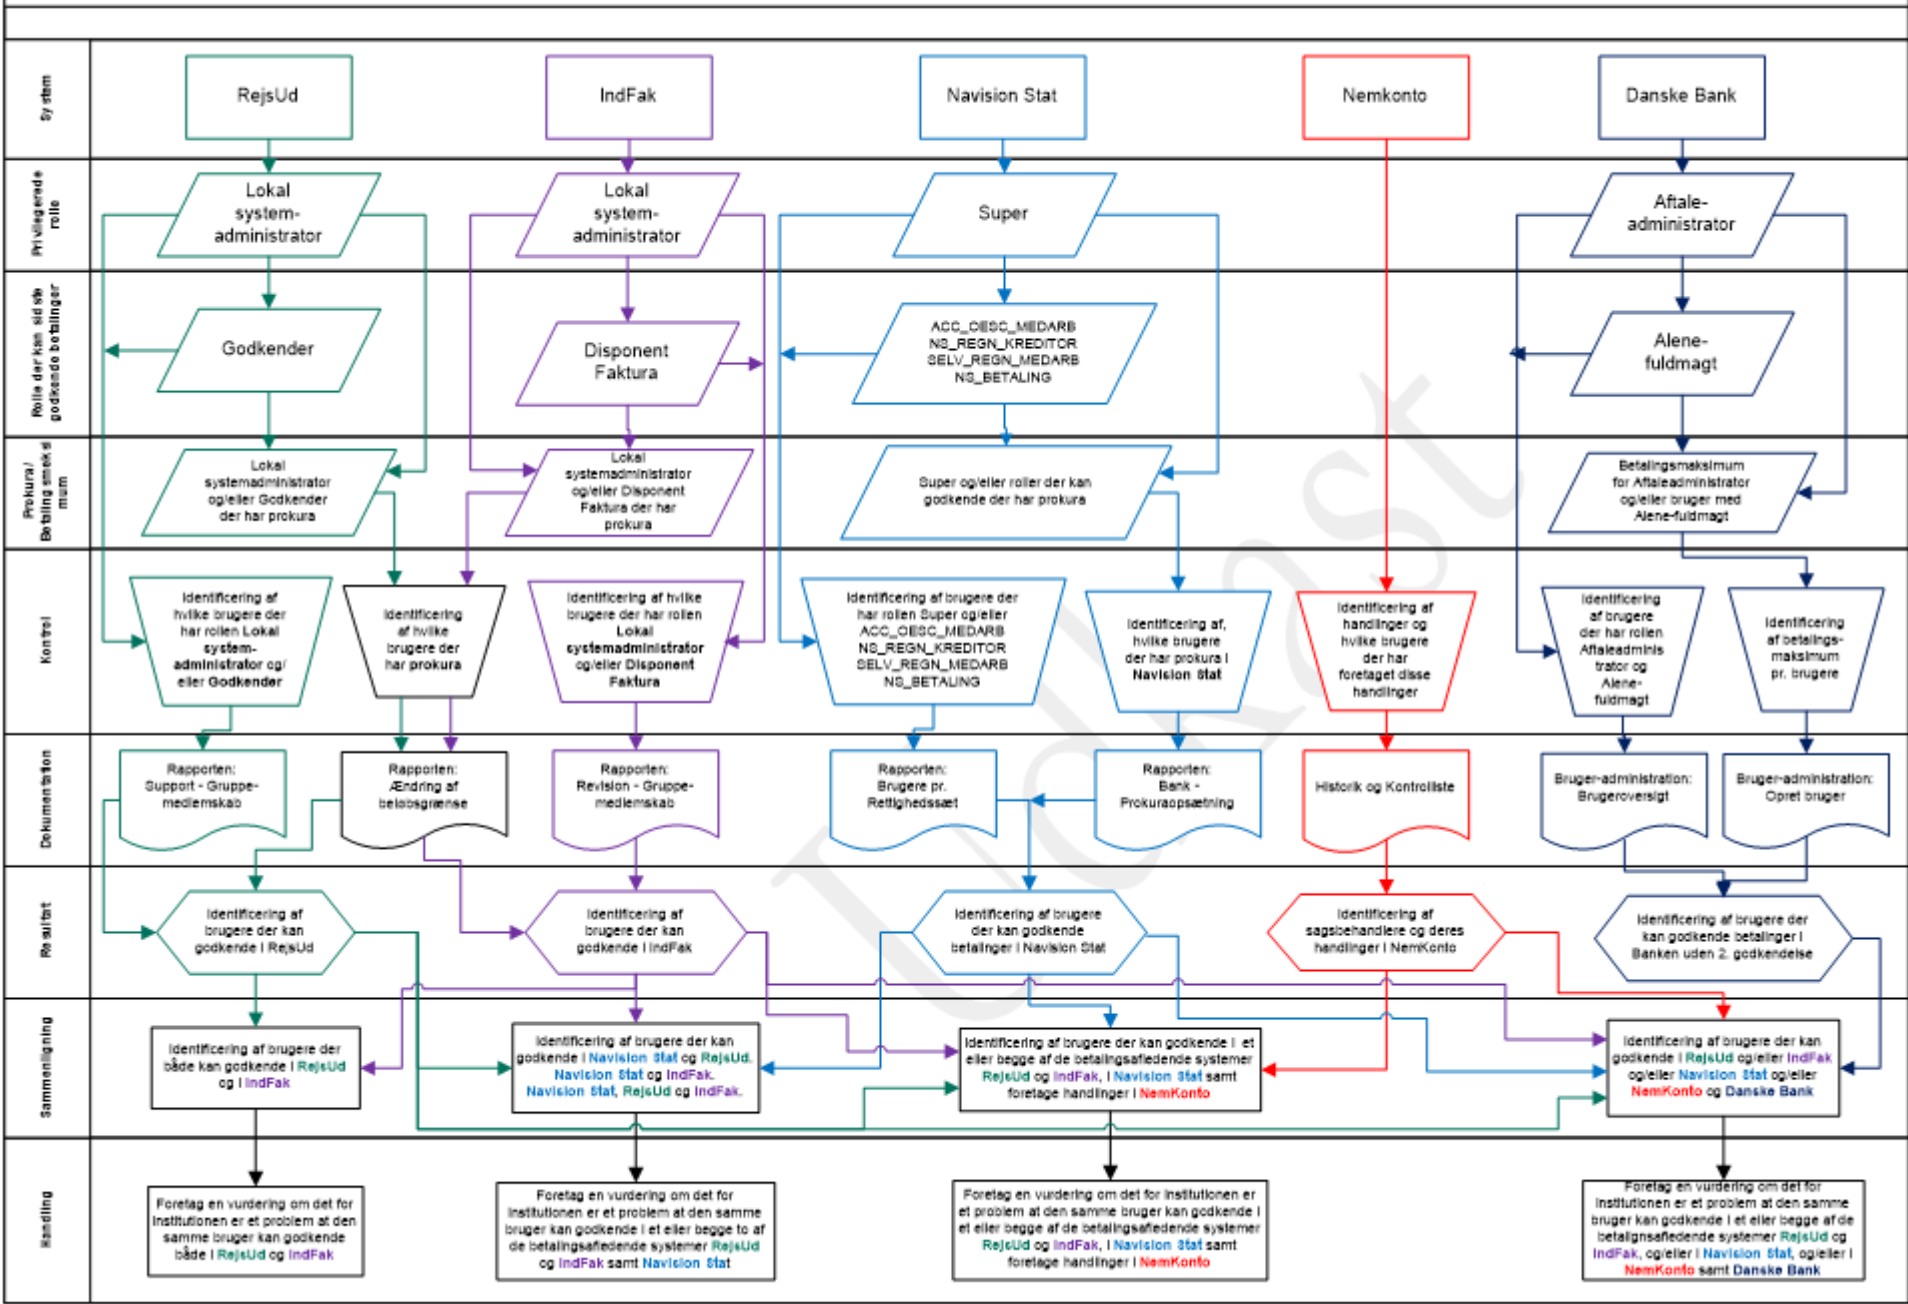 System
RejsUd
IndFak
Navision Stat
Nemkonto
Danske Bank
Privilegerede
rolle
Lokal
system-
administrator
Lokal
system-
administrator
Super
Aftale-
administrator
Rolle der kan sidste
godkende betalinger
Godkender
Disponent
Faktura
ACC_OESC_MEDARB
NS_REGN_KREDITOR
SELV_REGN_MEDARB
NS_BETALING
Alene-
fuldmagt
Prokura/
Betalingsmaksi
mum
Lokal
systemadministrator
og/eller Godkender
der har prokura
Lokal
systemadministrator
og/eller Disponent
Faktura der har
prokura
Super og/eller roller der kan
godkende der har prokura
Betalingsmaksimum
for Aftaleadministrator
og/eller bruger med
Alene-fuldmagt
Kontrol
Identificering af
hvilke brugere der
har rollen Lokal
system-
administrator og/
eller Godkender
Identificering
af hvilke
brugere der
har prokura
Identificering af hvilke
brugere der har rollen
Lokal
systemadministrator
og/eller Disponent
Faktura
Identificering af brugere der
har rollen Super og/eller
ACC_OESC_MEDARB
NS_REGN_KREDITOR
SELV_REGN_MEDARB
NS_BETALING
Identificering af,
hvilke brugere
der har prokura i
Navision Stat
Identificering af
handlinger og
hvilke brugere
der har
foretaget disse
handlinger
Identificering
af brugere
der har rollen
Aftaleadminis
trator og
Alene-
fuldmagt
Identificering
af betalings-
maksimum
pr. brugere
Dokumentation
Rapporten:
Support - Gruppe-
medlemskab
Rapporten:
Ændring af
beløbsgrænse
Rapporten:
Revision - Gruppe-
medlemskab
Rapporten:
Brugere pr.
Rettighedssæt
Rapporten:
Bank -
Prokuraopsætning
Historik og Kontrolliste
Bruger-administration:
Brugeroversigt
Bruger-administration:
Opret bruger
Resultat
Identificering af
brugere der kan
godkende i RejsUd
Identificering af
brugere der kan
godkende i IndFak
Identificering af brugere
der kan godkende
betalinger i Navision Stat
Identificering af
sagsbehandlere og deres
handlinger i NemKonto
Identificering af brugere der
kan godkende betalinger i
Banken uden 2. godkendelse
Sammenligning
Identificering af brugere der
både kan godkende i RejsUd
og i IndFak
Identificering af brugere der kan
godkende i Navision Stat og RejsUd.
Navision Stat og IndFak.
Navision Stat, RejsUd og IndFak.
Identificering af brugere der kan godkende i et
eller begge af de betalingsafledende systemer
RejsUd og IndFak, i Navision Stat samt
foretage handlinger i NemKonto
Identificering af brugere der kan
godkende i RejsUd og/eller IndFak
og/eller Navision Stat og/eller
NemKonto og Danske Bank
Handling
Foretag en vurdering om det for
institutionen er et problem at den
samme bruger kan godkende
både i RejsUd og IndFak
Foretag en vurdering om det for
institutionen er et problem at den samme
bruger kan godkende i et eller begge to af
de betalingsafledende systemer RejsUd
og IndFak samt Navision Stat
Foretag en vurdering om det for institutionen er
et problem at den samme bruger kan godkende i
et eller begge af de betalingsafledende systemer
RejsUd og IndFak, i Navision Stat samt
foretage handlinger i NemKonto
Foretag en vurdering om det for
institutionen er et problem at den samme
bruger kan godkende i et eller begge af de
betalignsafledende systemer RejsUd og
IndFak, og/eller i Navision Stat, og/eller i
NemKonto samt Danske Bank
Udkast